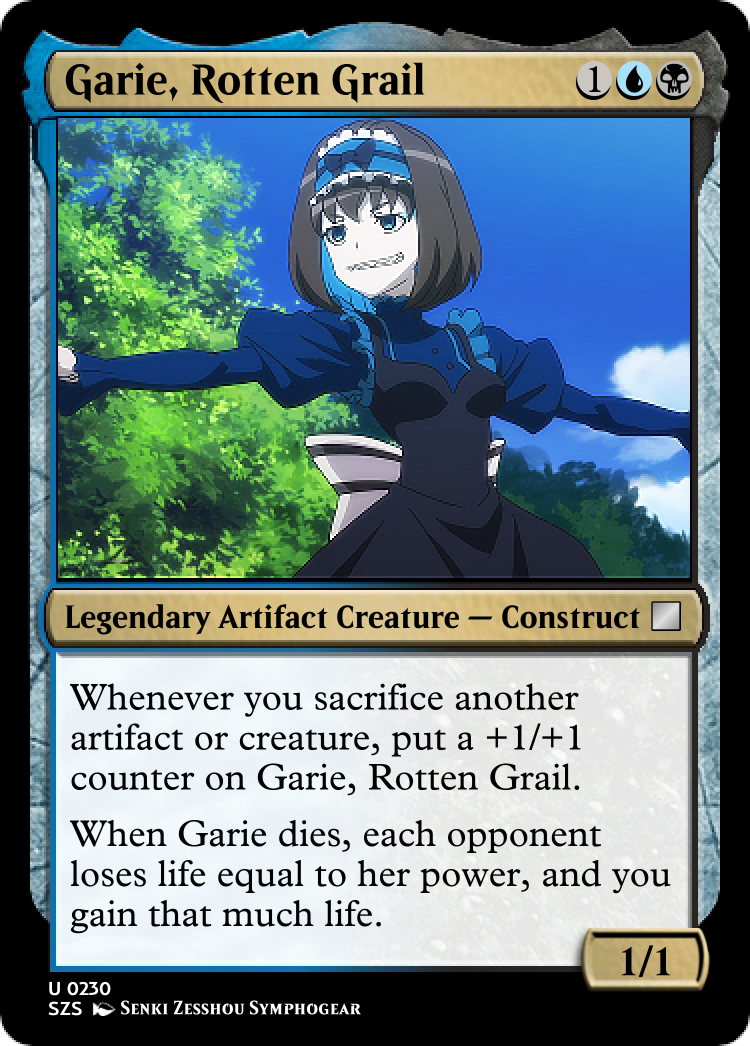 Garie, Rotten Grail 1
Legendary Artifact Creature — Construct
Whenever you sacrifice another
artifact or creature, put a +1/+1
counter on Garie, Rotten Grail.
When Garie dies, each opponent
loses life equal to her power, and you
gain that much life.
1/1
U 0230
SZS Senki Zesshou Symphogear